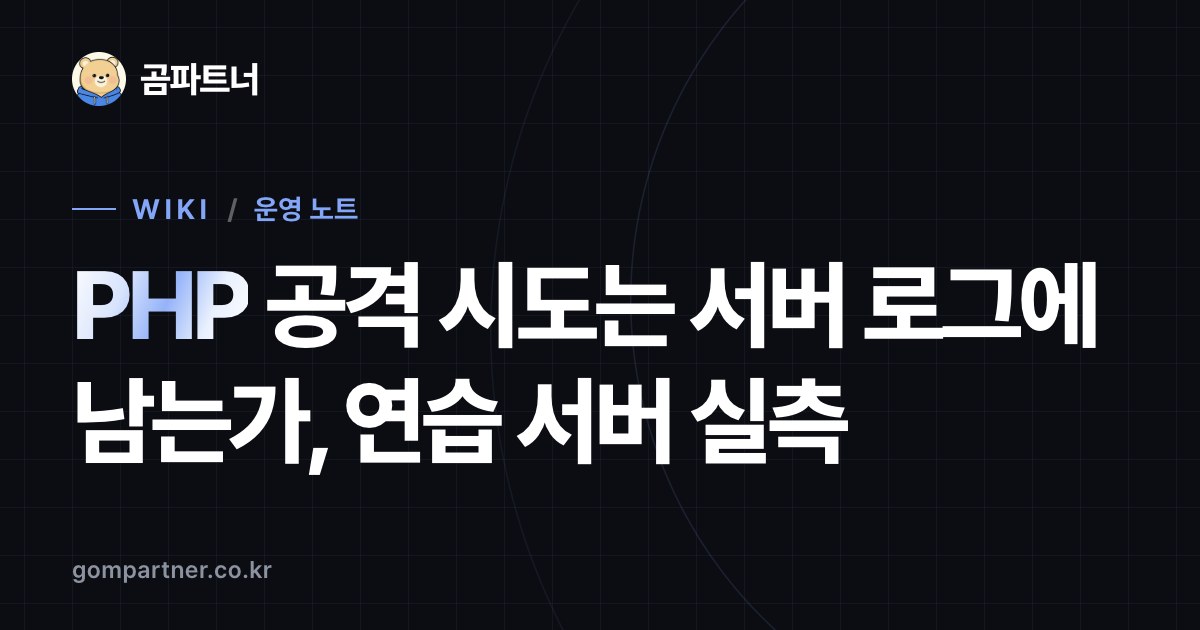 곰파트너
WIKI / 운영 노트
PHP 공격 시도는 서버 로그에
남는가, 연습 서버 실측
gompartner.co.kr